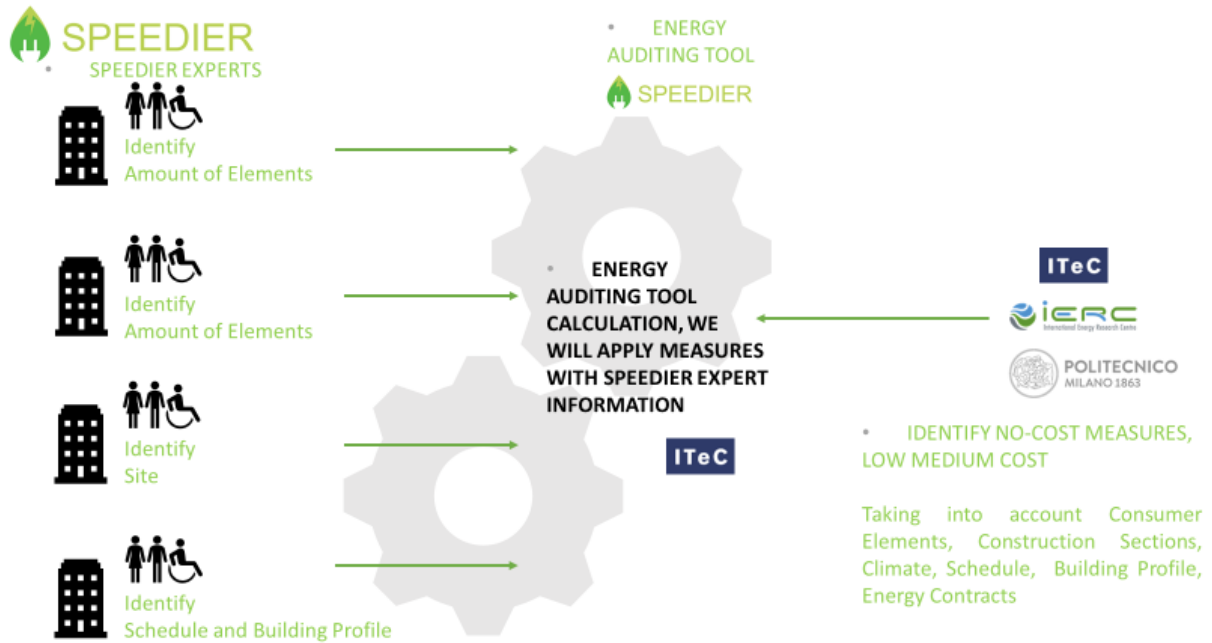 SPEEDIER
• SPEEDIER EXPERTS
Identify
Amount of Elements
Identify
Amount of Elements
Identify
Site
Identify
Schedule and Building Profile
• ENERGY
AUDITING TOOL
SPEEDIER
• ENERGY
AUDITING TOOL
CALCULATION, WE
WILL APPLY MEASURES
WITH SPEEDIER EXPERT
INFORMATION
ITeC
ITeC
iERC
International Energy Research Centre
POLITECNICO
MILANO 1863
• IDENTIFY NO-COST MEASURES,
LOW MEDIUM COST
Taking into account Consumer
Elements, Construction Sections,
Climate, Schedule, Building Profile,
Energy Contracts